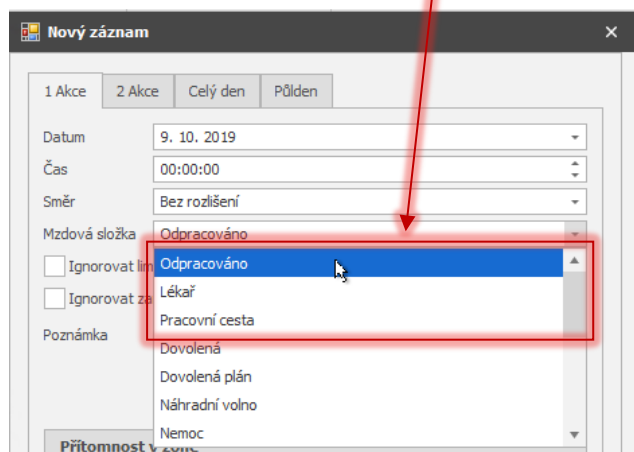 Nový záznam
1 Akce 2 Akce Celý den Půlden
Datum 9. 10. 2019
Čas 00:00:00
Směr Bez rozlišení
Mzdová složka Odpracováno
Ignorovat lim Odpracováno
Lékař
Ignorovat za
Pracovní cesta
Poznámka
Dovolená
Dovolená plán
Náhradní volno
Nemoc
Přítomnost v zóně